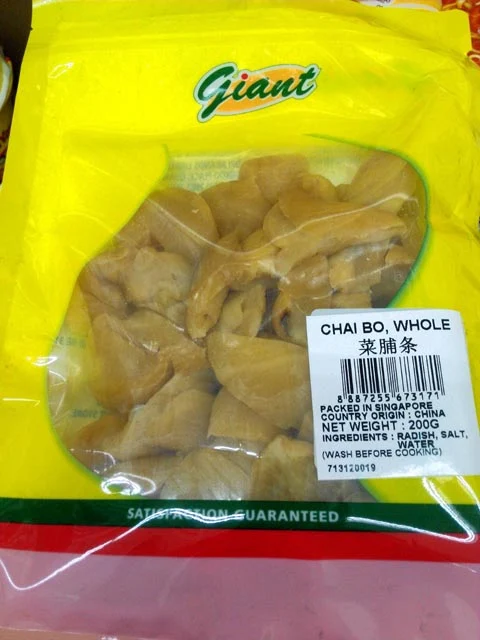 Giant
CHAI BO, WHOLE
菜脯条
8 887255 673171
PACKED IN SINGAPORE
COUNTRY ORIGIN : CHINA
NET WEIGHT : 200G
INGREDIENTS : RADISH, SALT,
WATER
(WASH BEFORE COOKING)
713120019
SATISFACTION GUARANTEED